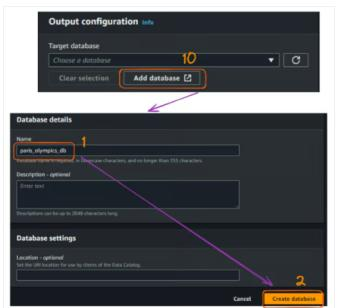 Output configuration Info
Target database
Choose a database
10
Clear selection
Add database
Database details
Name
1
paris_olympics_db
Database name is required, in lowercase characters, and no longer than 255 characters.
Description - optional
Enter text
Descriptions can be up to 2048 characters long.
Database settings
Location - optional
Set the URI location for use by clients of the Data Catalog.
2
Cancel
Create database